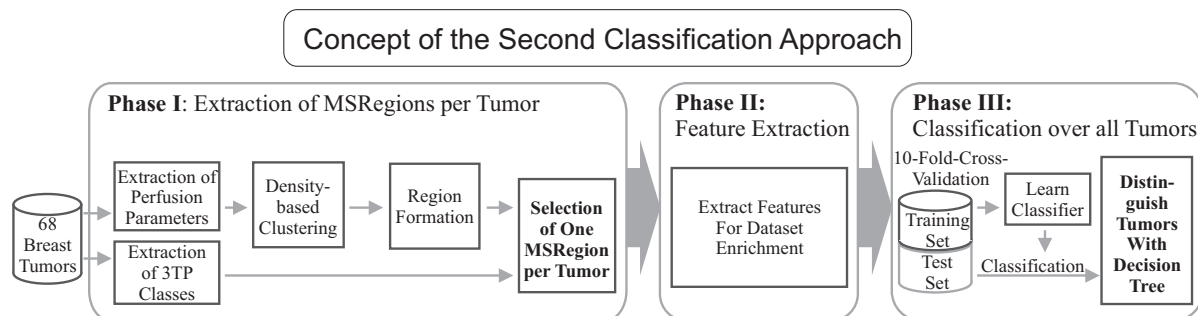 Concept of the Second Classification Approach
Phase I: Extraction of MSRegions per Tumor
68
Breast
Tumors
Extraction of
Perfusion
Parameters
Extraction
of 3TP
Classes
Density-
based
Clustering
Region
Formation
Selection
of One
MSRegion
per Tumor
Phase II:
Feature Extraction
Extract Features
For Dataset
Enrichment
Phase III:
Classification over all Tumors
10-Fold-Cross-
Validation
Training
Set
Test
Set
Learn
Classifier
Classification
Distin-
guish
Tumors
With
Decision
Tree